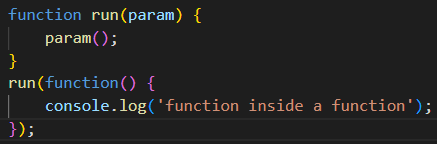 function run(param) {
    param();
}
run(function() {
    console.log('function inside a function');
});